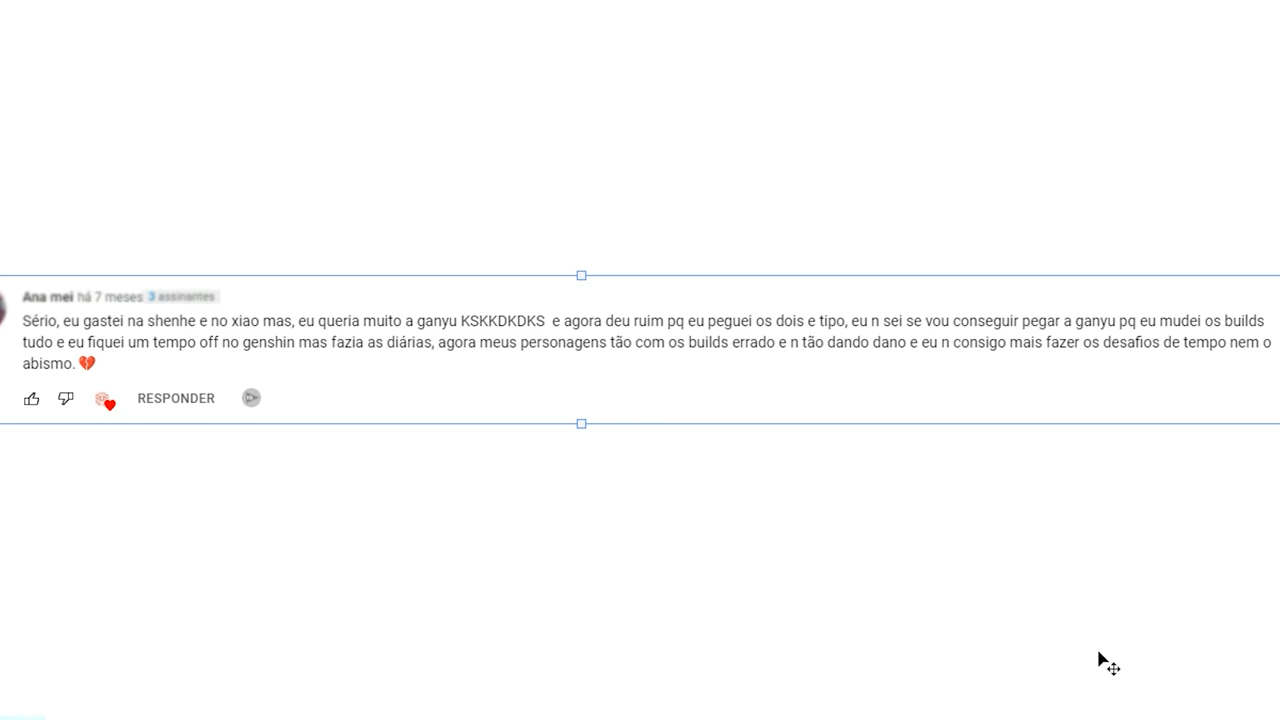 Ana mei há 7 meses 3 assinantes
Sério, eu gastei na shenhe e no xiao mas, eu queria muito a ganyu KSKKDKDKS e agora deu ruim pq eu peguei os dois e tipo, eu n sei se vou conseguir pegar a ganyu pq eu mudei os builds
tudo e eu fiquei um tempo off no genshin mas fazia as diárias, agora meus personagens tão com os builds errado e n tão dando dano e eu n consigo mais fazer os desafios de tempo nem o
abismo. 💔
RESPONDER